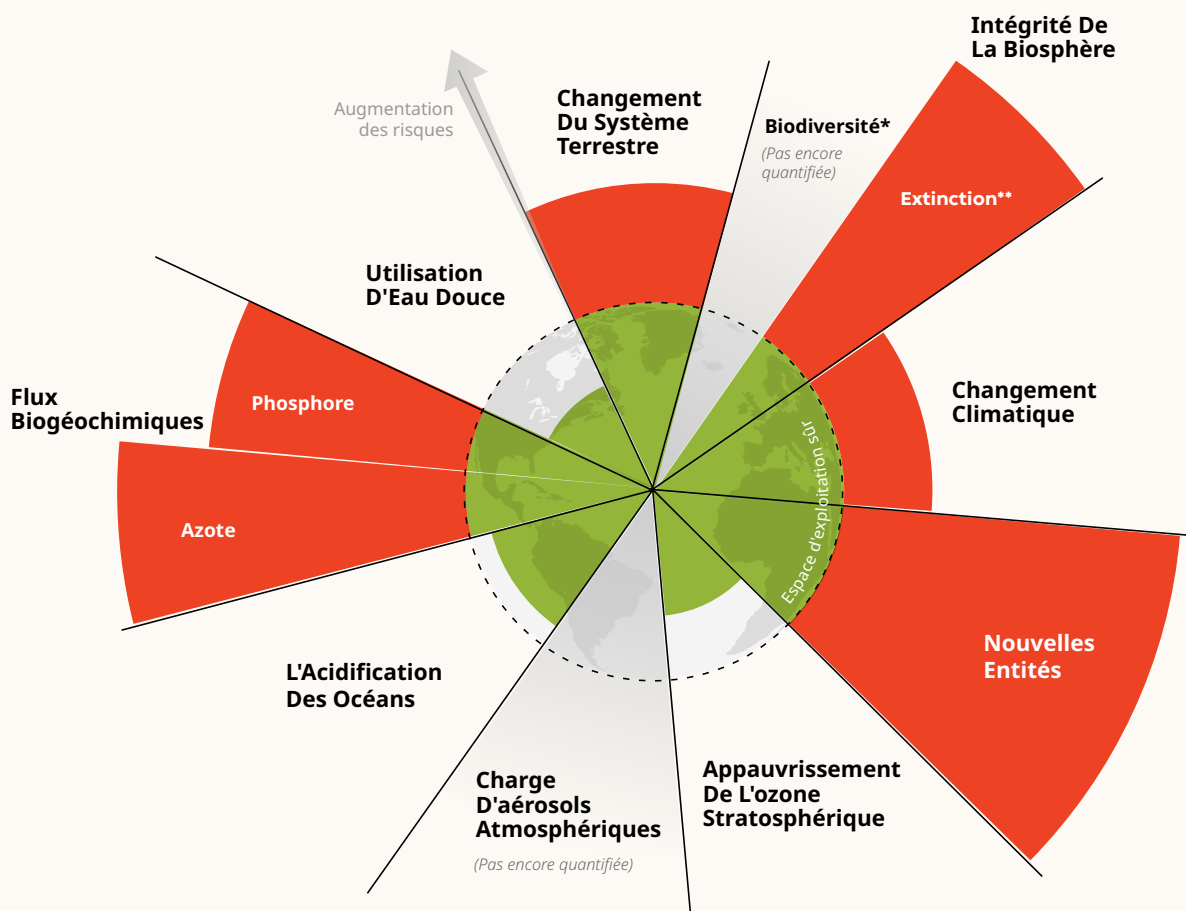 Intégrité De
La Biosphère
Augmentation
des risques
Changement
Du Système
Terrestre
Biodiversité*
(Pas encore
quantifiée)
Extinction**
Utilisation
D'Eau Douce
Flux
Biogéochimiques
Phosphore
Changement
Climatique
Espace d'exploitation sûr
Azote
Nouvelles
Entités
L'Acidification
Des Océans
Charge
D'aérosols
Atmosphériques
(Pas encore quantifiée)
Appauvrissement
De L'ozone
Stratosphérique